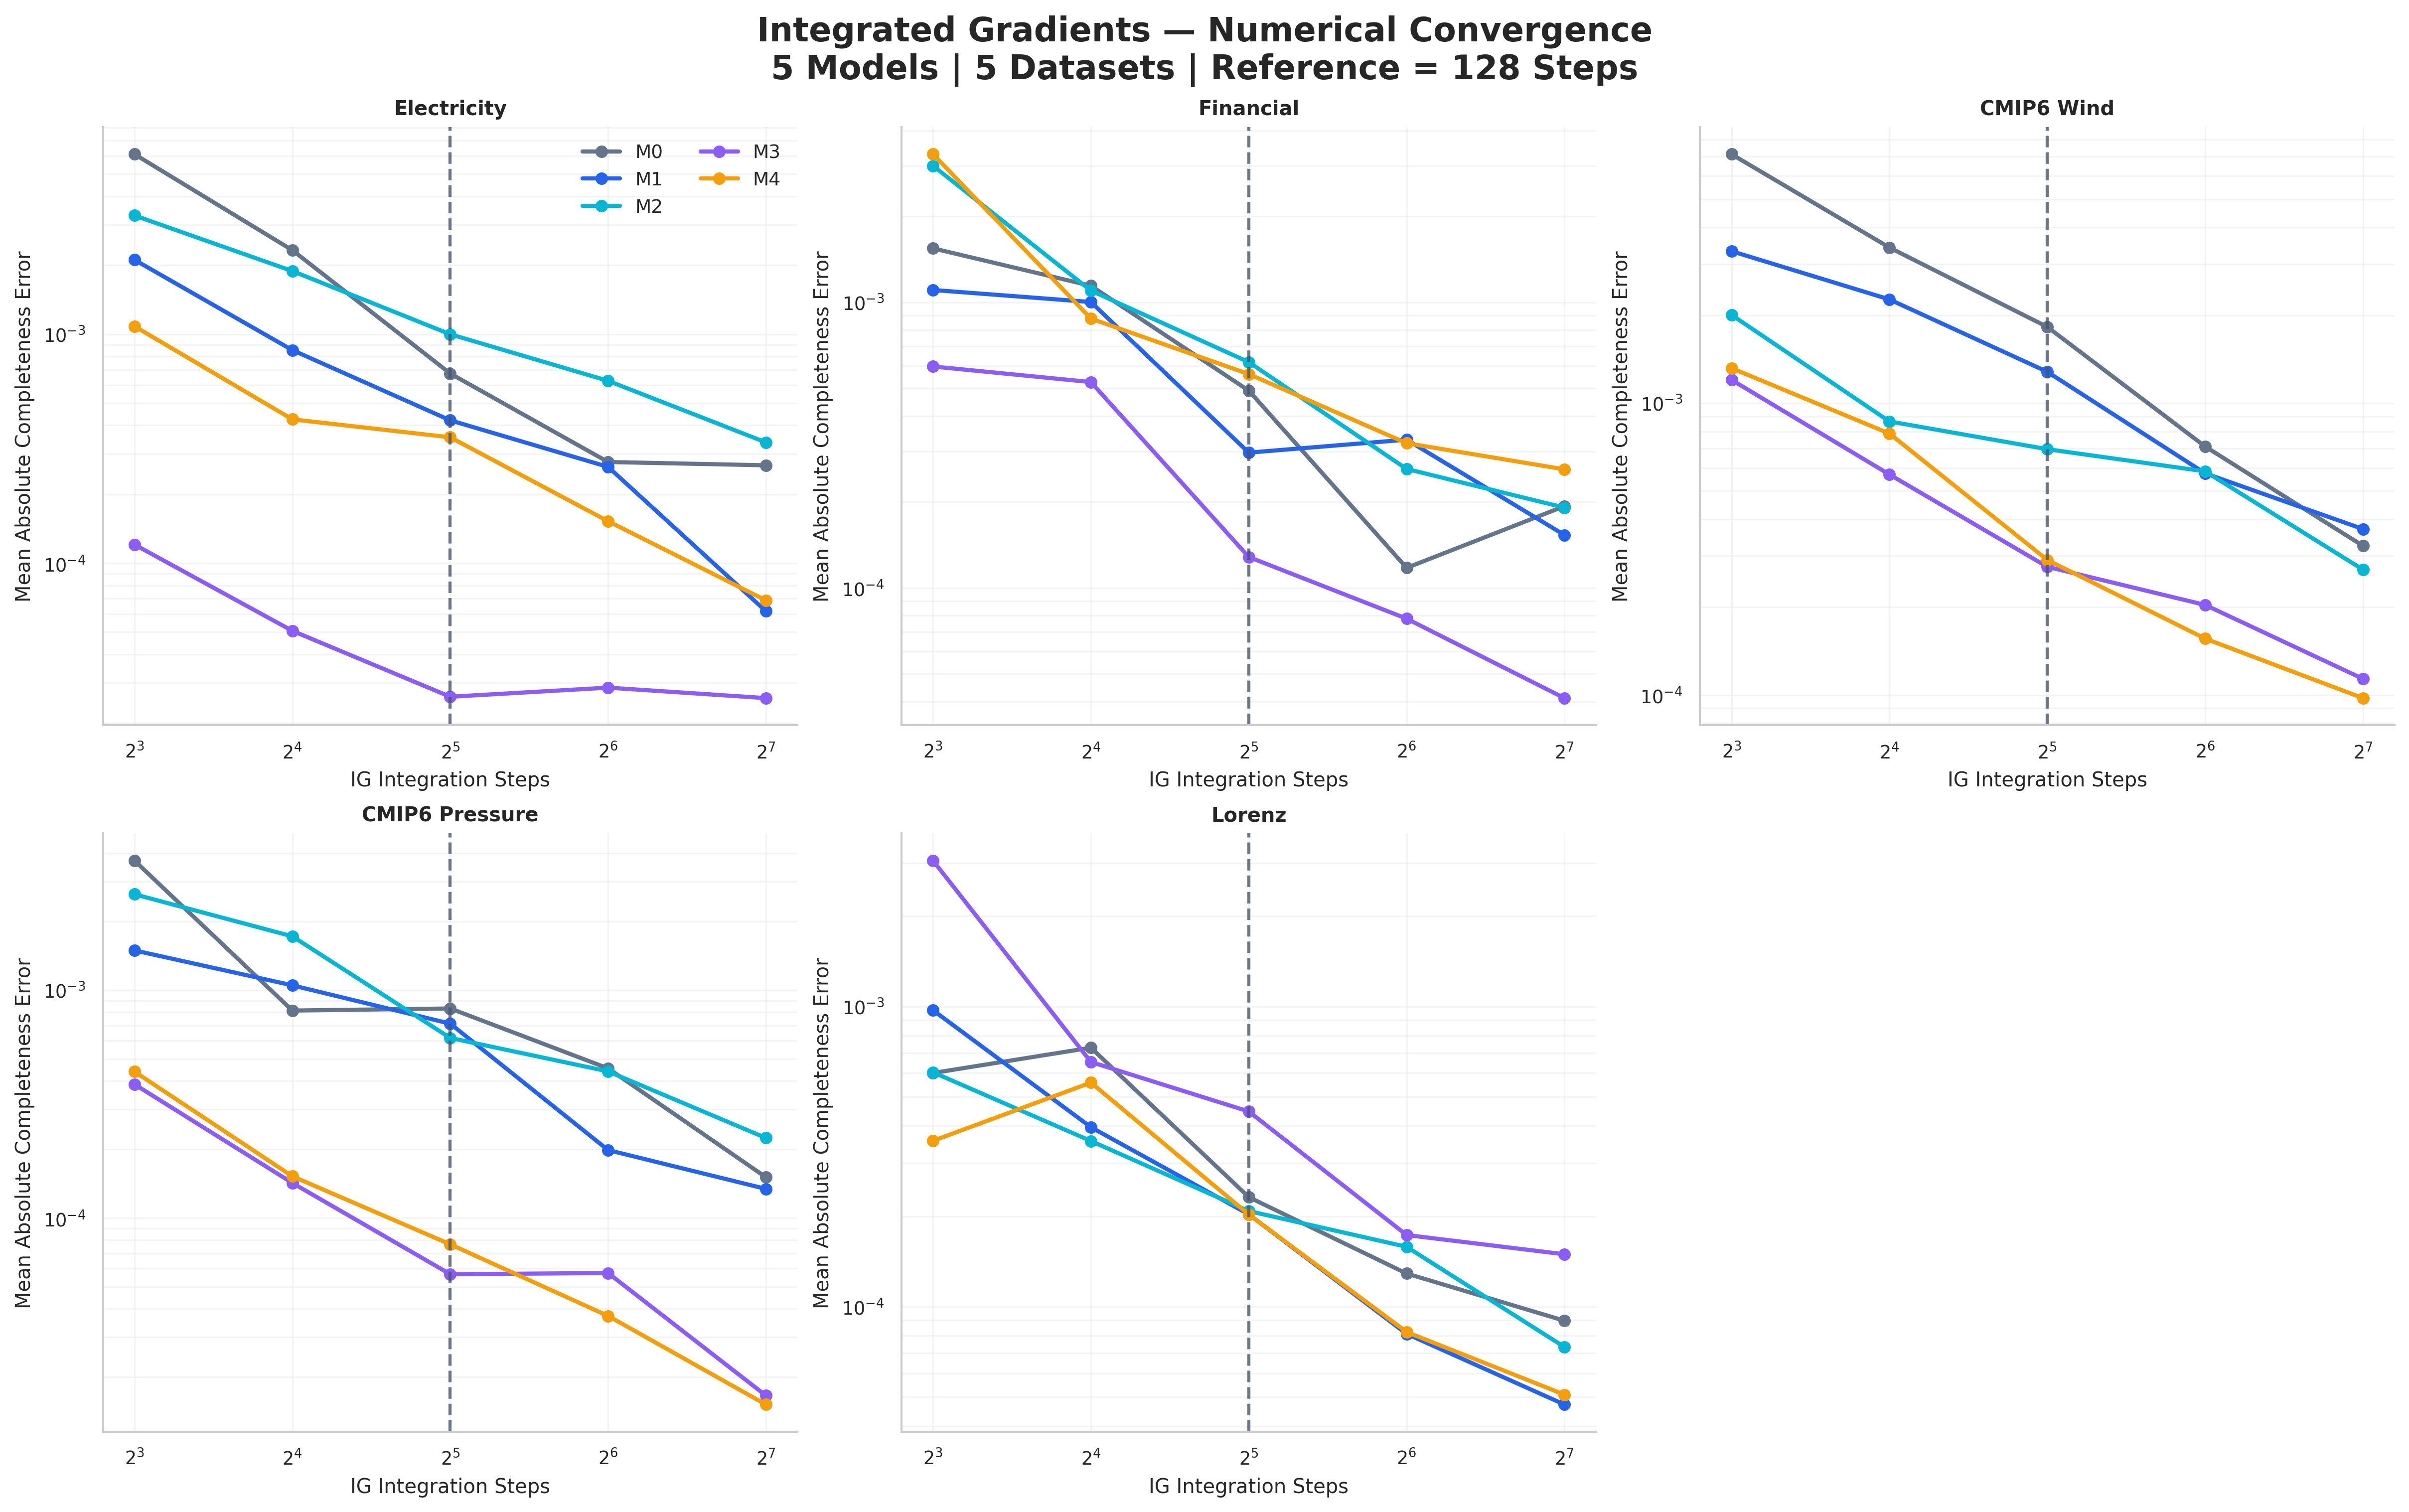 Integrated Gradients — Numerical Convergence
5 Models | 5 Datasets | Reference = 128 Steps
Electricity
Mean Absolute Completeness Error
10⁻³
10⁻⁴
M0
M1
M2
M3
M4
2³ 2⁴ 2⁵ 2⁶ 2⁷
IG Integration Steps
Financial
Mean Absolute Completeness Error
10⁻³
10⁻⁴
2³ 2⁴ 2⁵ 2⁶ 2⁷
IG Integration Steps
CMIP6 Wind
Mean Absolute Completeness Error
10⁻³
10⁻⁴
2³ 2⁴ 2⁵ 2⁶ 2⁷
IG Integration Steps
CMIP6 Pressure
Mean Absolute Completeness Error
10⁻³
10⁻⁴
2³ 2⁴ 2⁵ 2⁶ 2⁷
IG Integration Steps
Lorenz
Mean Absolute Completeness Error
10⁻³
10⁻⁴
2³ 2⁴ 2⁵ 2⁶ 2⁷
IG Integration Steps